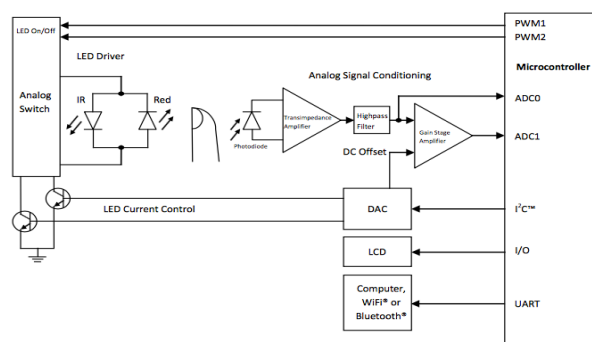 LED On/Off
Analog
Switch
LED Driver
IR
Red
Photodiode
Analog Signal Conditioning
Transimpedance
Amplifier
Highpass
Filter
Gain Stage
Amplifier
DC Offset
PWM1
PWM2
Microcontroller
ADC0
ADC1
LED Current Control
DAC
I²C™
LCD
I/O
Computer,
WiFi® or
Bluetooth®
UART